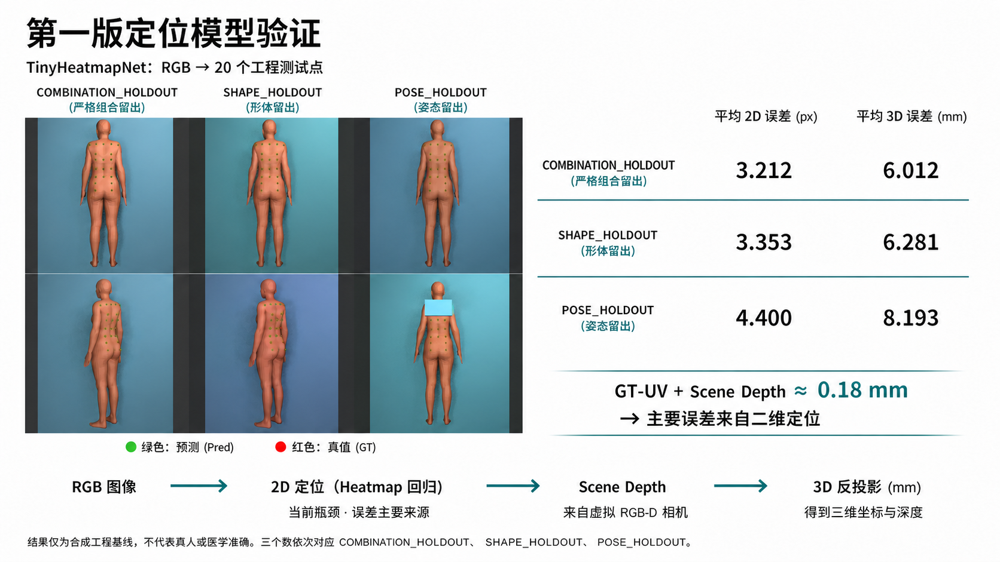 第一版定位模型验证
TinyHeatmapNet：RGB → 20 个工程测试点
COMBINATION_HOLDOUT
(严格组合留出)
SHAPE_HOLDOUT
(形体留出)
POSE_HOLDOUT
(姿态留出)
绿色：预测 (Pred)
红色：真值 (GT)
平均 2D 误差 (px)
平均 3D 误差 (mm)
COMBINATION_HOLDOUT
(严格组合留出)
3.212
6.012
SHAPE_HOLDOUT
(形体留出)
3.353
6.281
POSE_HOLDOUT
(姿态留出)
4.400
8.193
GT-UV + Scene Depth ≈ 0.18 mm
→ 主要误差来自二维定位
RGB 图像
2D 定位（Heatmap 回归)
当前瓶颈 · 误差主要来源
Scene Depth
来自虚拟 RGB-D 相机
3D 反投影 (mm)
得到三维坐标与深度
结果仅为合成工程基线，不代表真人或医学准确。三个数依次对应 COMBINATION_HOLDOUT、 SHAPE_HOLDOUT、 POSE_HOLDOUT。